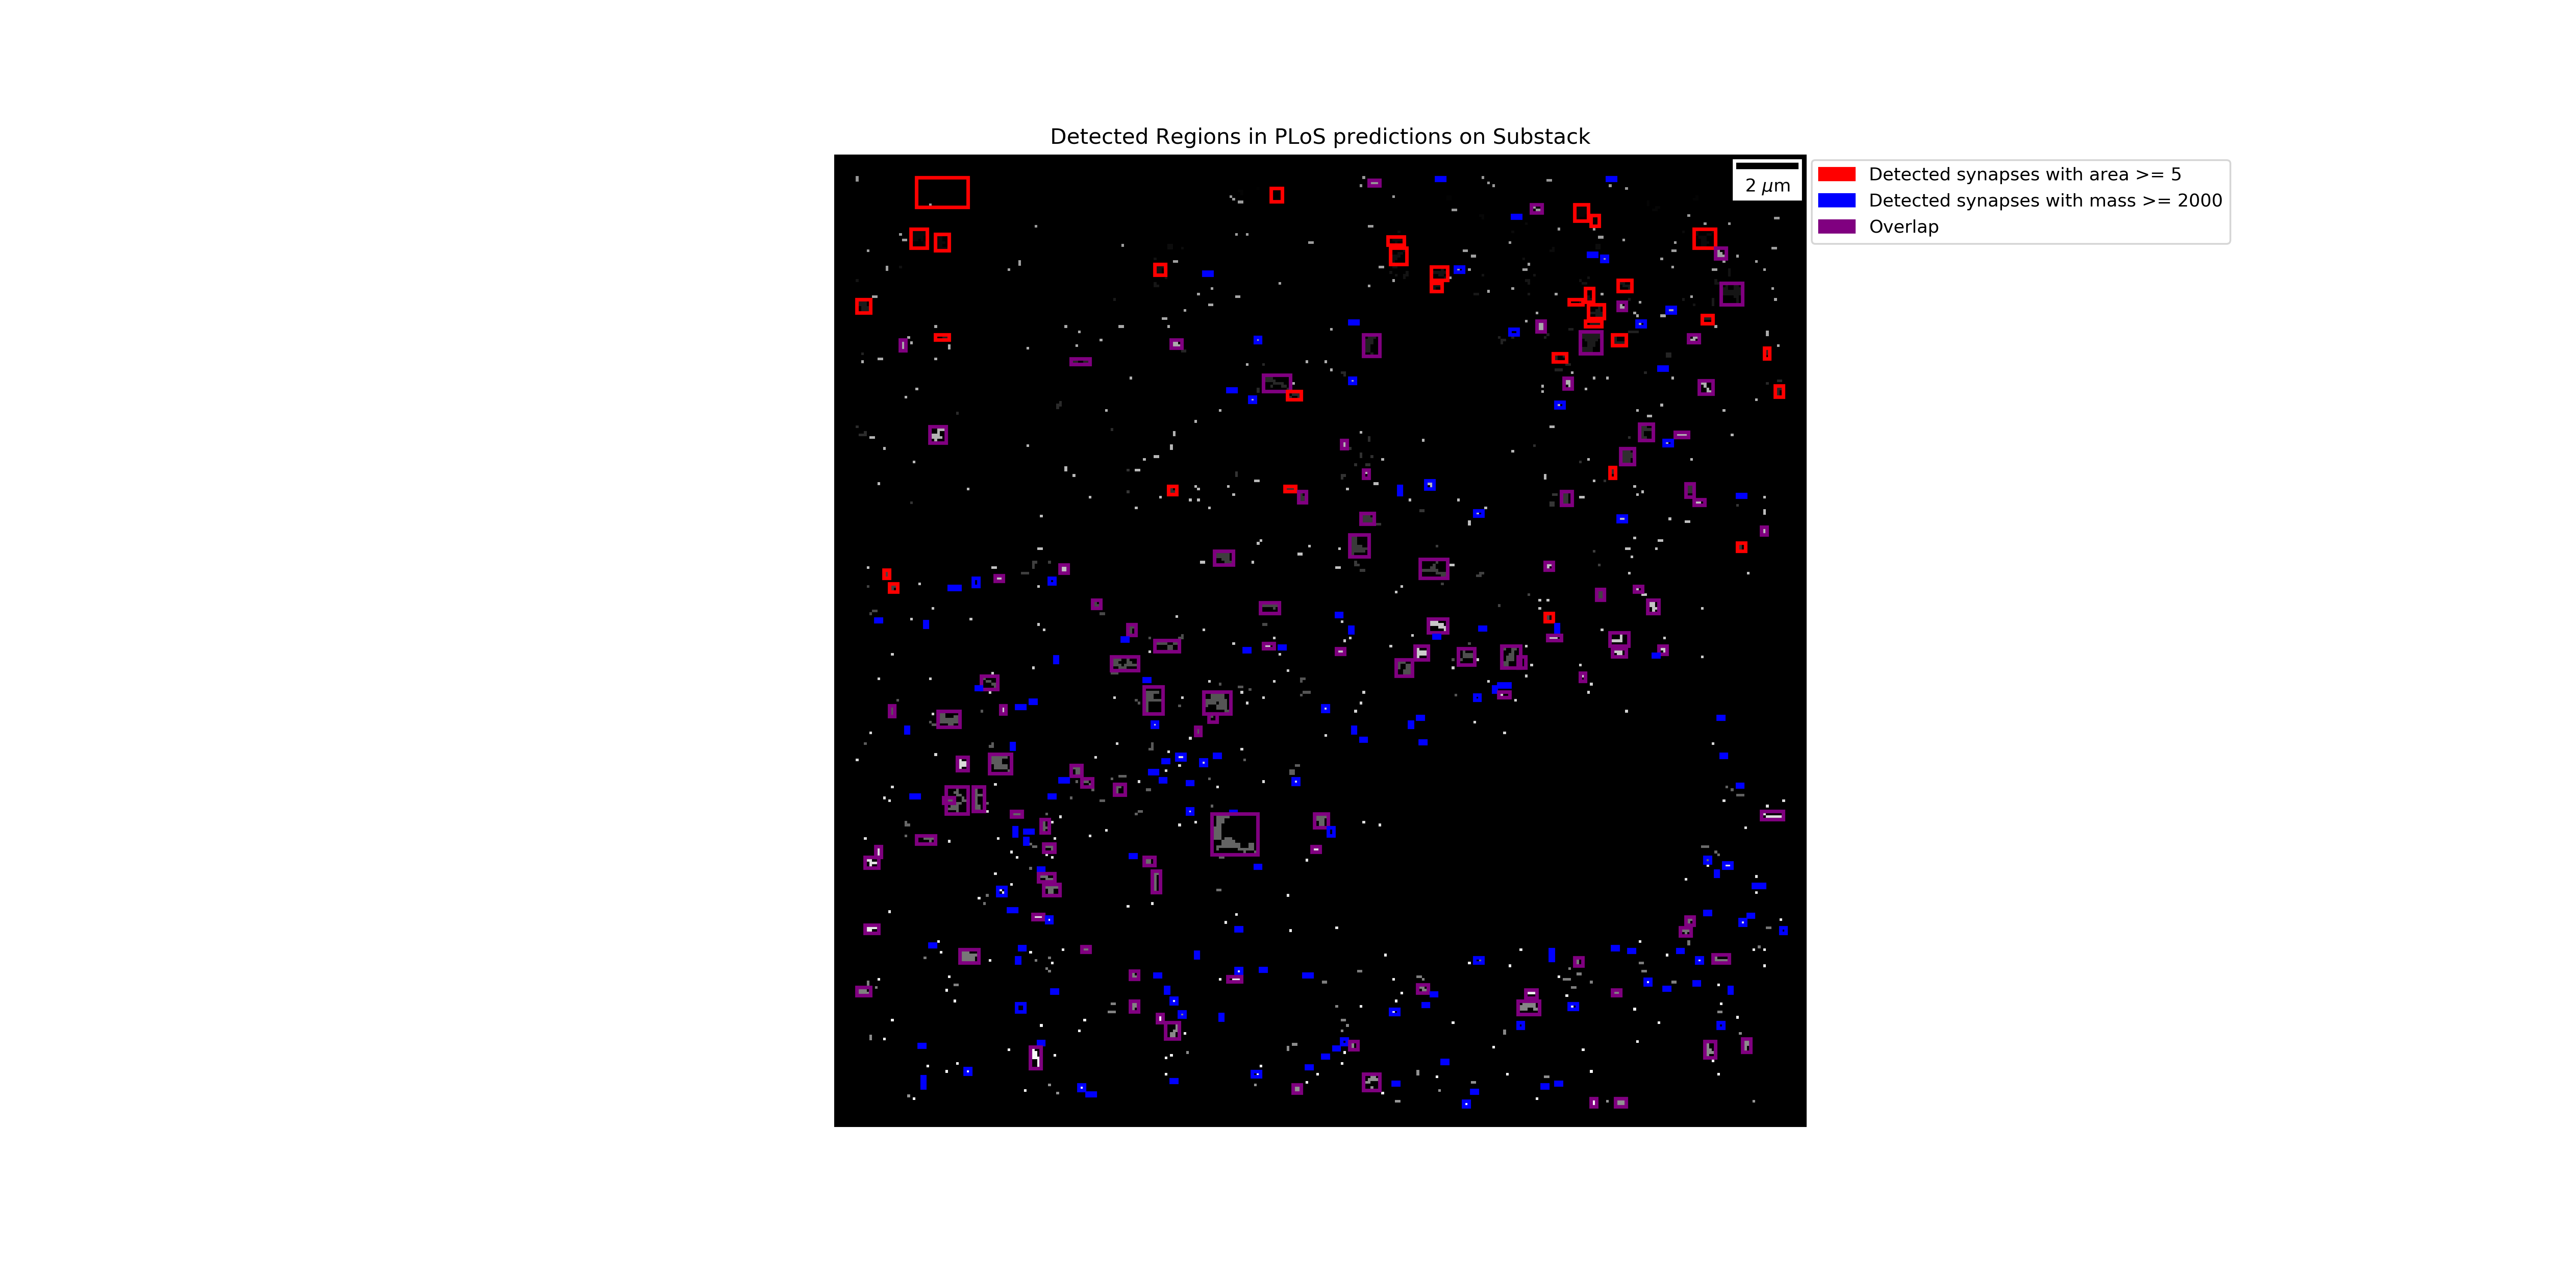 Detected Regions in PLoS predictions on Substack
2 μm
Detected synapses with area >= 5
Detected synapses with mass >= 2000
Overlap